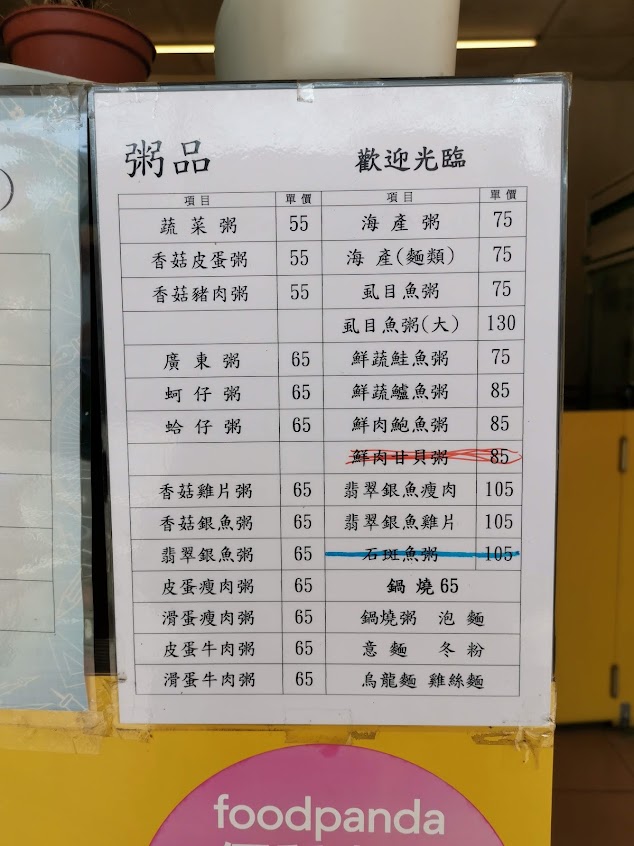 粥品 歡迎光臨
項目 單價 項目 單價
蔬菜粥 55 海產粥 75
香菇皮蛋粥 55 海產(麵類) 75
香菇豬肉粥 55 虱目魚粥 75
虱目魚粥(大) 130
廣東粥 65 鮮蔬鮭魚粥 75
蚵仔粥 65 鮮蔬鱸魚粥 85
蛤仔粥 65 鮮肉鮑魚粥 85
鮮肉甘貝粥 85
香菇雞片粥 65 翡翠銀魚瘦肉 105
香菇銀魚粥 65 翡翠銀魚雞片 105
翡翠銀魚粥 65 石斑魚粥 105
皮蛋瘦肉粥 65 鍋燒65
滑蛋瘦肉粥 65 鍋燒粥 泡麵
皮蛋牛肉粥 65 意麵 冬粉
滑蛋牛肉粥 65 烏龍麵 雞絲麵
foodpanda